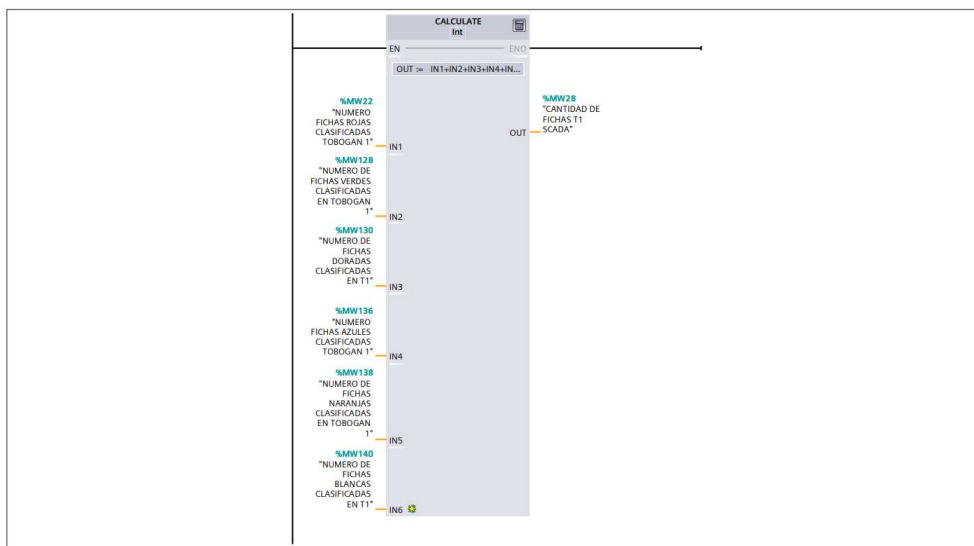 CALCULATE
Int
EN
ENO
OUT := IN1+IN2+IN3+IN4+IN...
%MW22
"NUMERO
FICHAS ROJAS
CLASIFICADAS
TOBOGAN 1"
IN1
%MW28
"CANTIDAD DE
FICHAS T1
SCADA"
OUT
%MW128
"NUMERO DE
FICHAS VERDES
CLASIFICADAS
EN TOBOGAN
1"
IN2
%MW130
"NUMERO DE
FICHAS
DORADAS
CLASIFICADAS
EN T1"
IN3
%MW136
"NUMERO
FICHAS AZULES
CLASIFICADAS
TOBOGAN 1"
IN4
%MW138
"NUMERO DE
FICHAS
NARANJAS
CLASIFICADAS
EN TOBOGAN
1"
IN5
%MW140
"NUMERO DE
FICHAS
BLANCAS
CLASIFICADAS
EN T1"
IN6